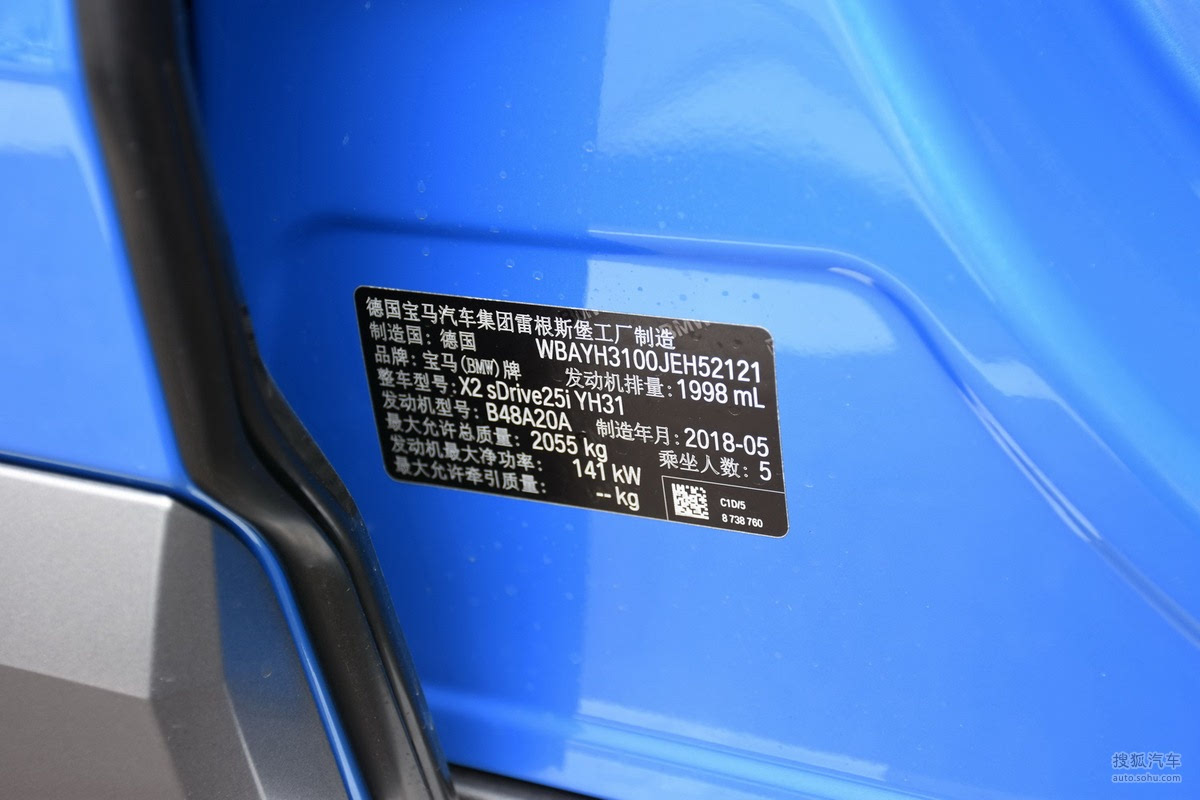 德国宝马汽车集团雷根斯堡工厂制造
制造国：德国 WBAYH3100JEH52121
品牌：宝马(BMW)牌 发动机排量：1998 mL
整车型号：X2 sDrive25i YH31
发动机型号：B48A20A 制造年月：2018-05
最大允许总质量：2055 kg 乘坐人数：5
发动机最大净功率：141 kW
最大允许牵引质量：-- kg
C1D/5
8 738 760
搜狐汽车
auto.sohu.com